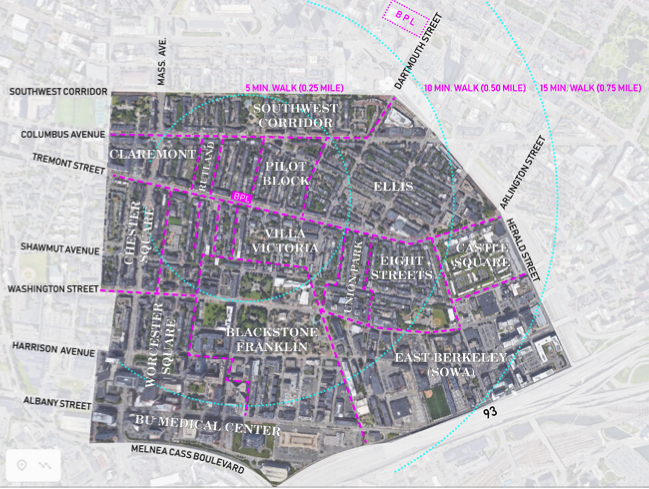 BPL
DARTMOUTH STREET
MASS. AVE.
SOUTHWEST CORRIDOR
5 MIN. WALK (0.25 MILE)
10 MIN. WALK (0.50 MILE)
15 MIN. WALK (0.75 MILE)
SOUTHWEST
CORRIDOR
COLUMBUS AVENUE
CLAREMONT
RUTLAND
PILOT
BLOCK
TREMONT STREET
ELLIS
ARLINGTON STREET
BPL
CHESTER
SQUARE
VILLA
VICTORIA
HERALD STREET
SHAWMUT AVENUE
UNION PARK
EIGHT
STREETS
CASTLE
SQUARE
WASHINGTON STREET
WORCESTER
SQUARE
BLACKSTONE
FRANKLIN
HARRISON AVENUE
EAST BERKELEY
(SOWA)
ALBANY STREET
BU MEDICAL CENTER
93
MELNEA CASS BOULEVARD